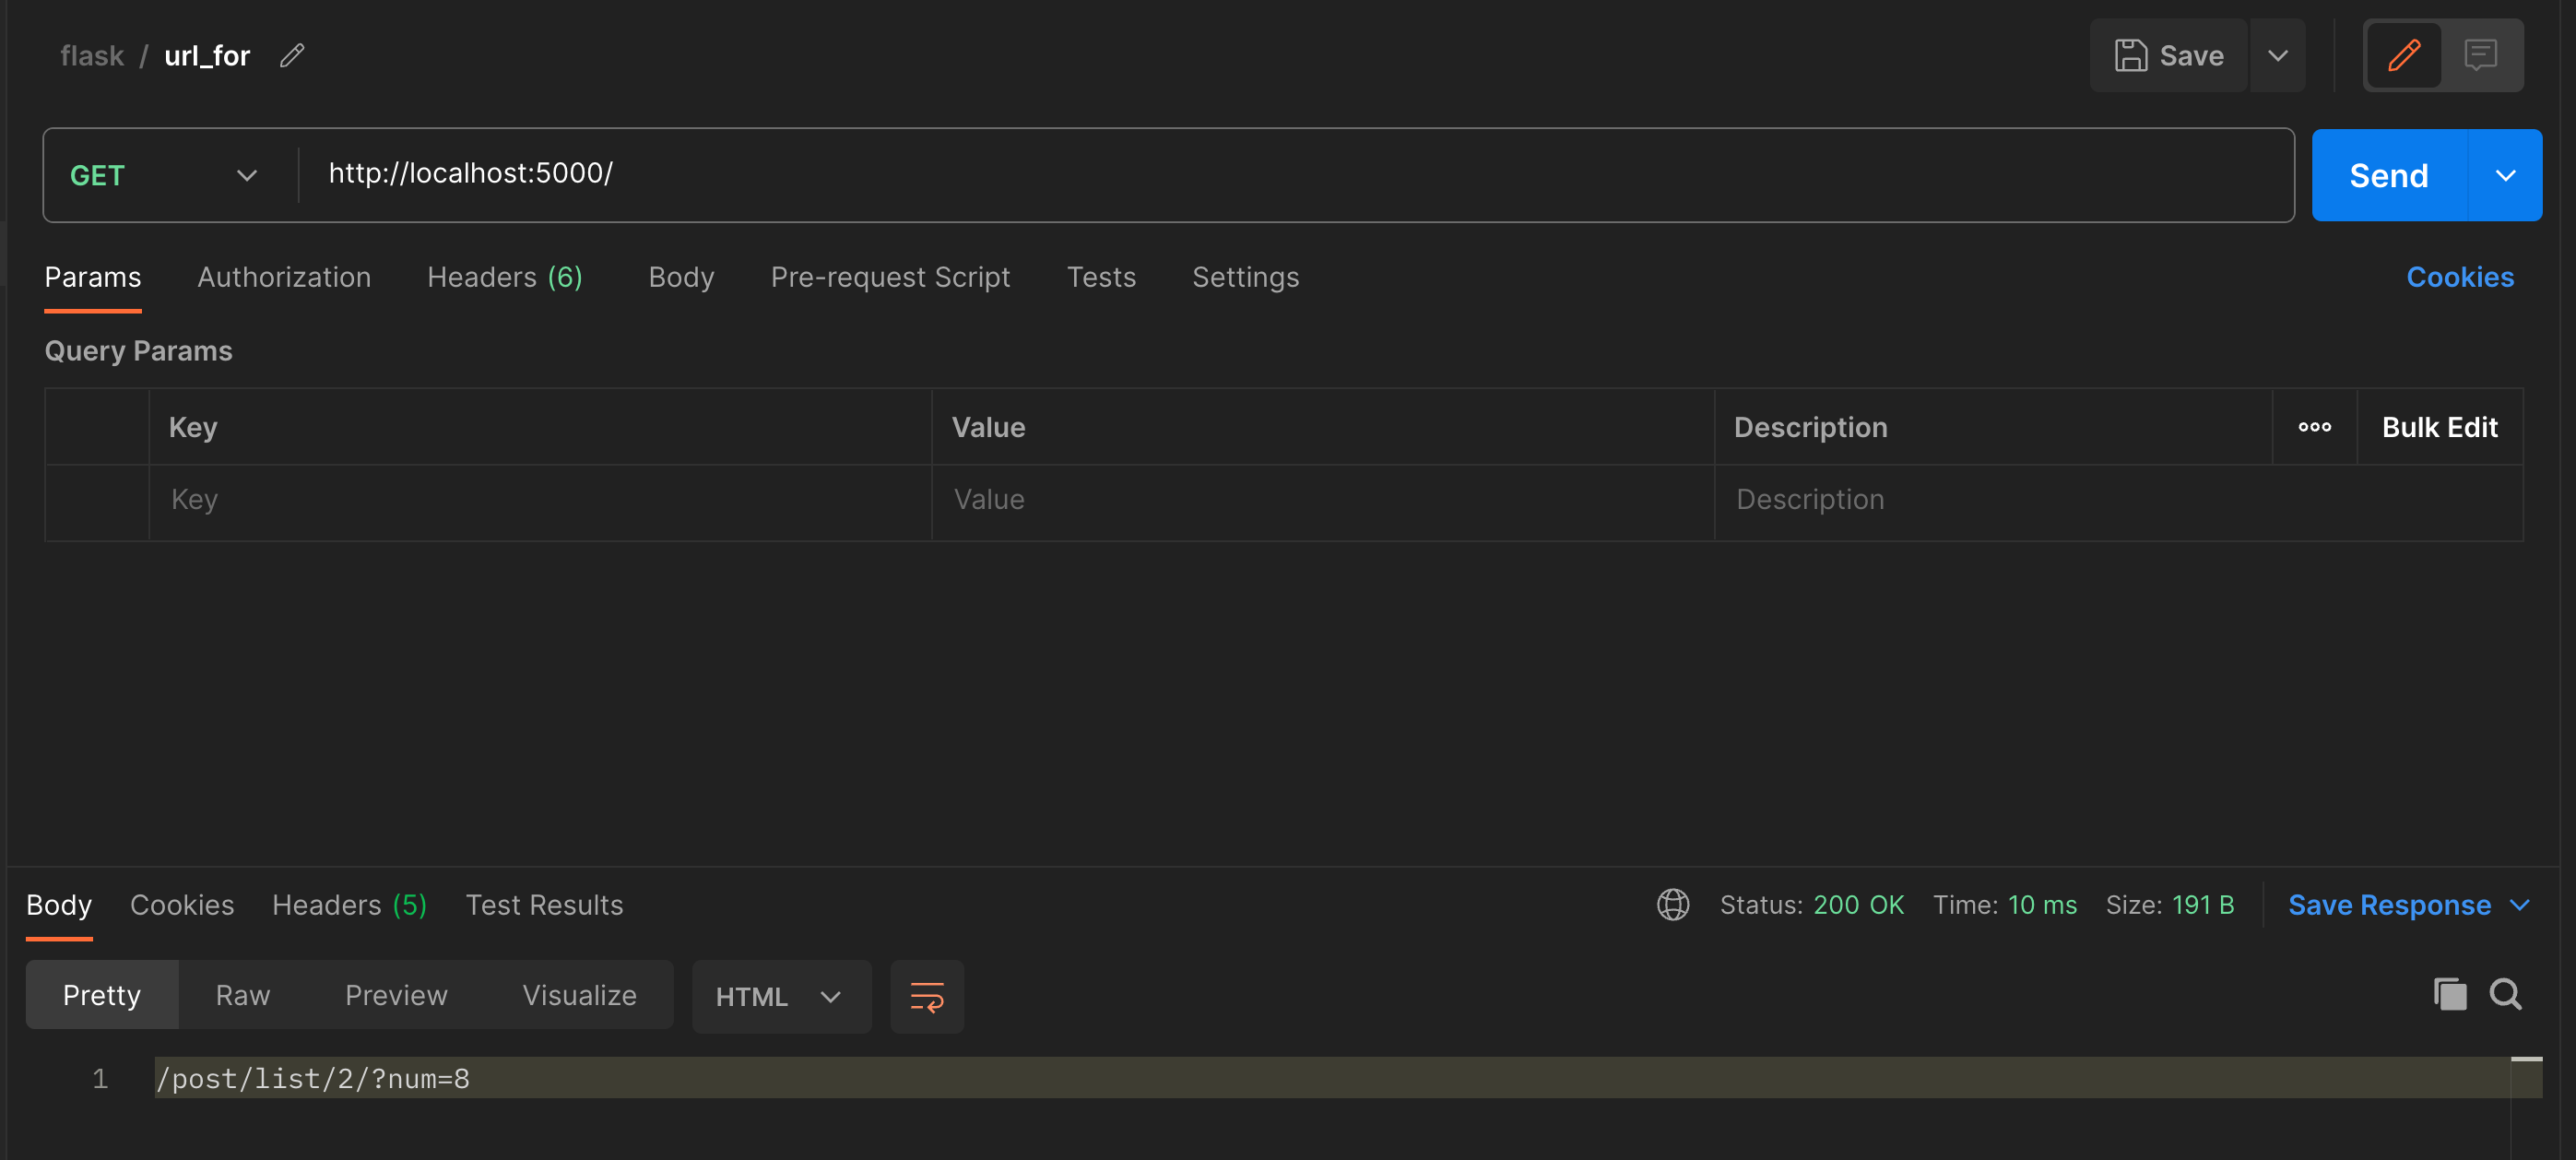 flask / url_for
Save
GET http://localhost:5000/
Send
Params Authorization Headers (6) Body Pre-request Script Tests Settings Cookies
Query Params
Key Value Description Bulk Edit
Key Value Description
Body Cookies Headers (5) Test Results Status: 200 OK Time: 10 ms Size: 191 B Save Response
Pretty Raw Preview Visualize HTML
1 /post/list/2/?num=8